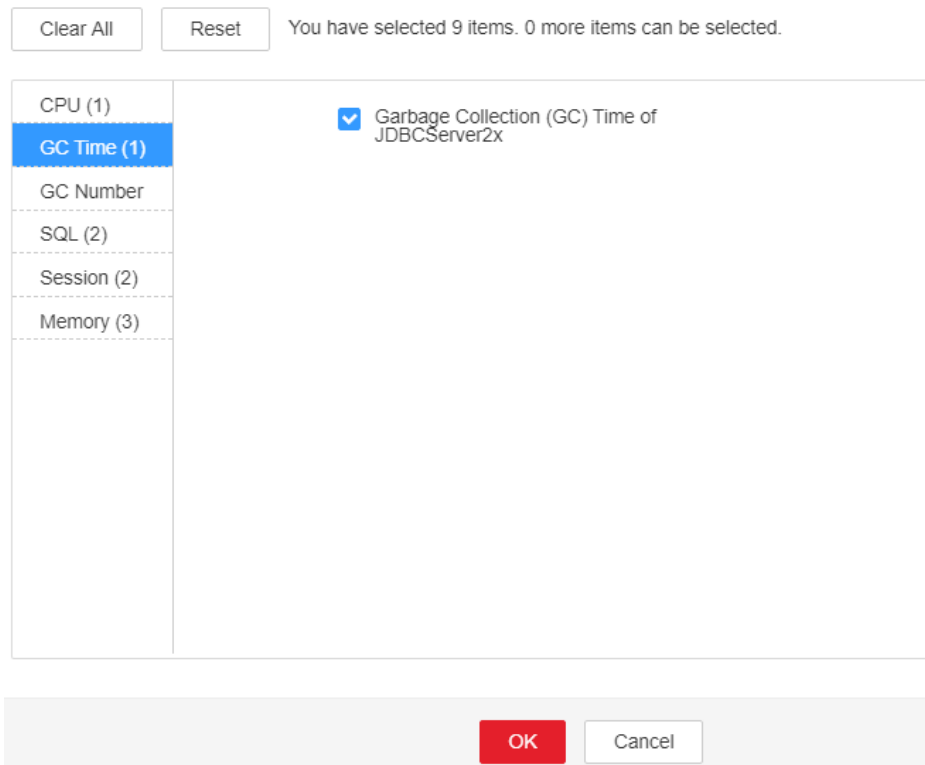 Clear All
Reset
You have selected 9 items. 0 more items can be selected.
CPU (1)
GC Time (1)
GC Number
SQL (2)
Session (2)
Memory (3)
Garbage Collection (GC) Time of
JDBCServer2x
OK
Cancel